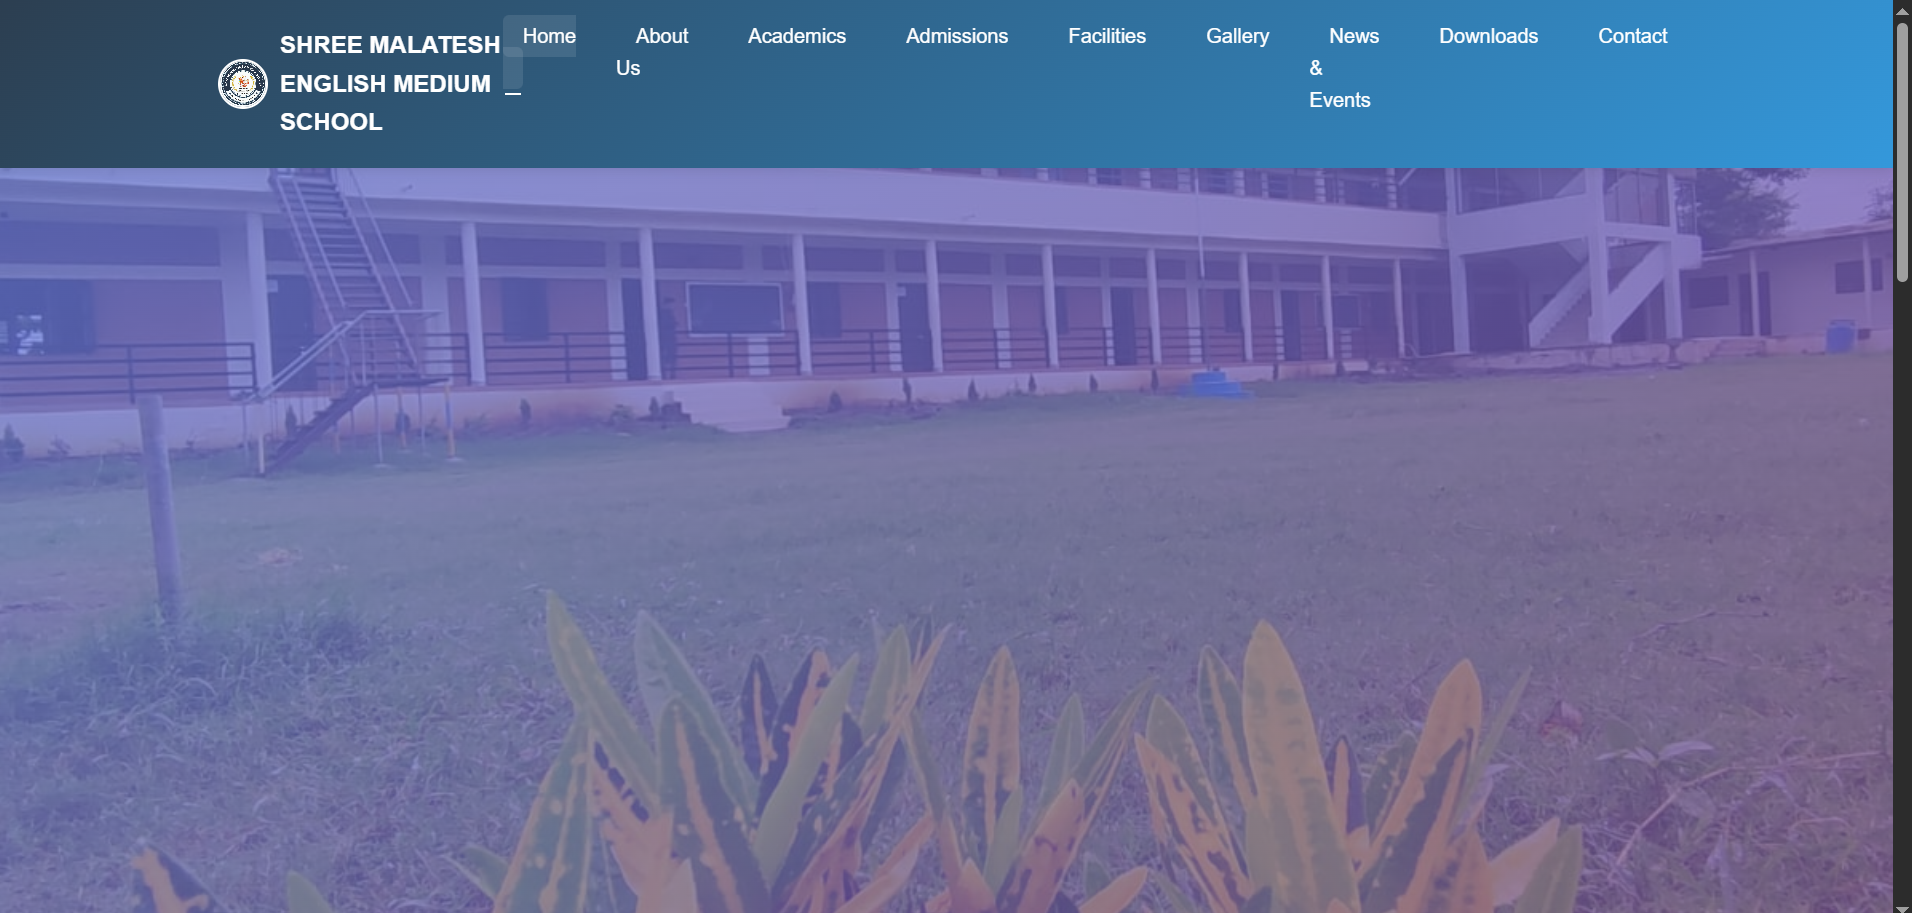 SHREE MALATESH
ENGLISH MEDIUM
SCHOOL
Home
About
Us
Academics
Admissions
Facilities
Gallery
News
&
Events
Downloads
Contact